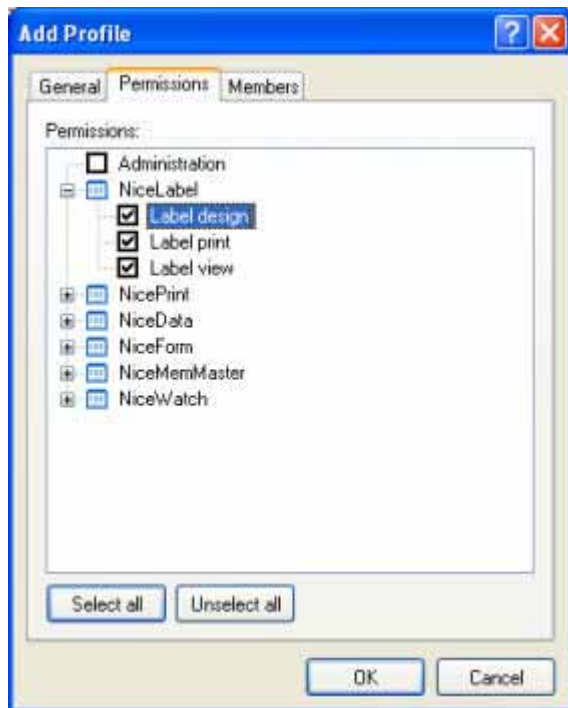 Add Profile
General Permissions Members
Permissions:
Administration
NiceLabel
Label design
Label print
Label view
NicePrint
NiceData
NiceForm
NiceMemMaster
NiceWatch
Select all Unselect all
OK Cancel